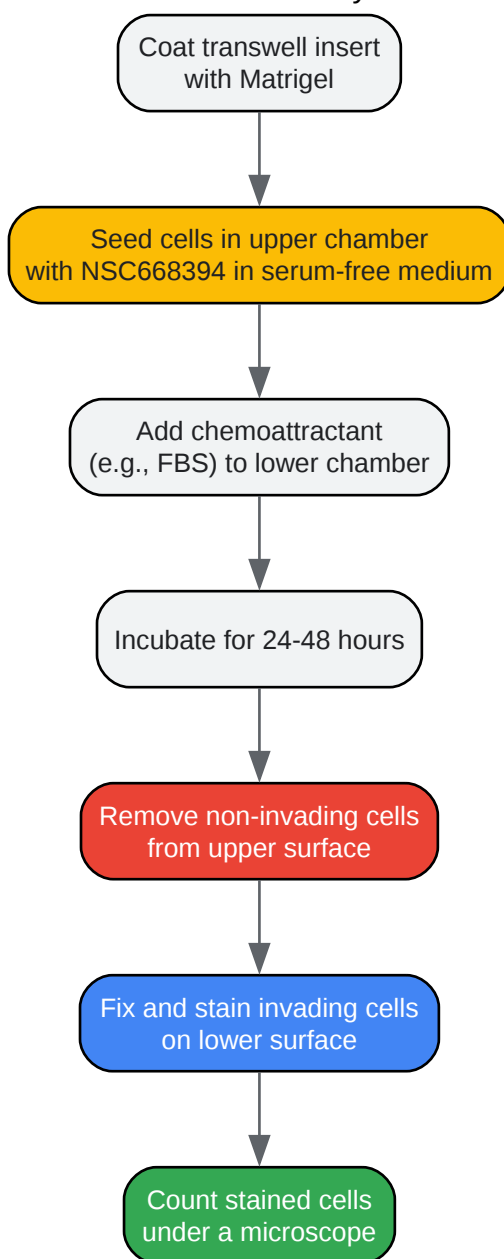 Coat transwell insert
with Matrigel
Seed cells in upper chamber
with NSC668394 in serum-free medium
Add chemoattractant
(e.g., FBS) to lower chamber
Incubate for 24-48 hours
Remove non-invading cells
from upper surface
Fix and stain invading cells
on lower surface
Count stained cells
under a microscope